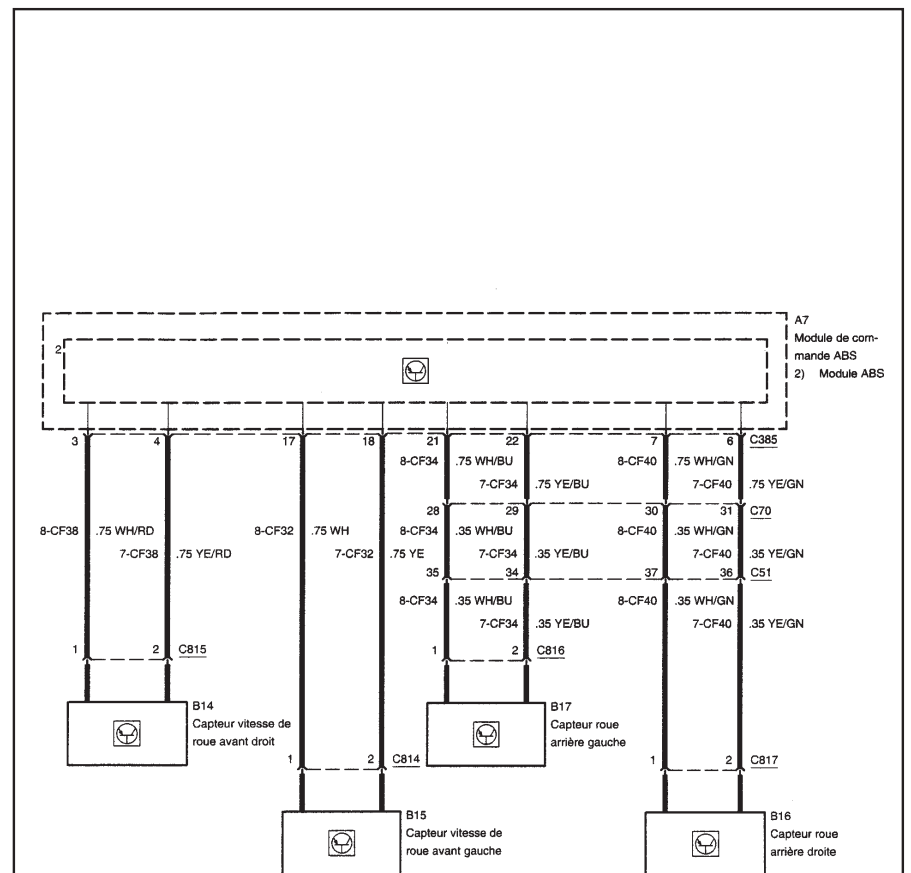 A7
Module de com-
mande ABS
2) Module ABS
2
3 4 17 18 21 22 7 6 C385
8-CF34 .75 WH/BU 8-CF40 .75 WH/GN
7-CF34 .75 YE/BU 7-CF40 .75 YE/GN
28 29 30 31 C70
8-CF38 .75 WH/RD 8-CF32 .75 WH 8-CF34 .35 WH/BU 8-CF40 .35 WH/GN
7-CF38 .75 YE/RD 7-CF32 .75 YE 7-CF34 .35 YE/BU 7-CF40 .35 YE/GN
35 34 37 36 C51
8-CF34 .35 WH/BU 8-CF40 .35 WH/GN
7-CF34 .35 YE/BU 7-CF40 .35 YE/GN
1 2 C815 1 2 C816
B14
Capteur vitesse de
roue avant droit
B17
Capteur roue
arrière gauche
1 2 C814 1 2 C817
B15
Capteur vitesse de
roue avant gauche
B16
Capteur roue
arrière droite